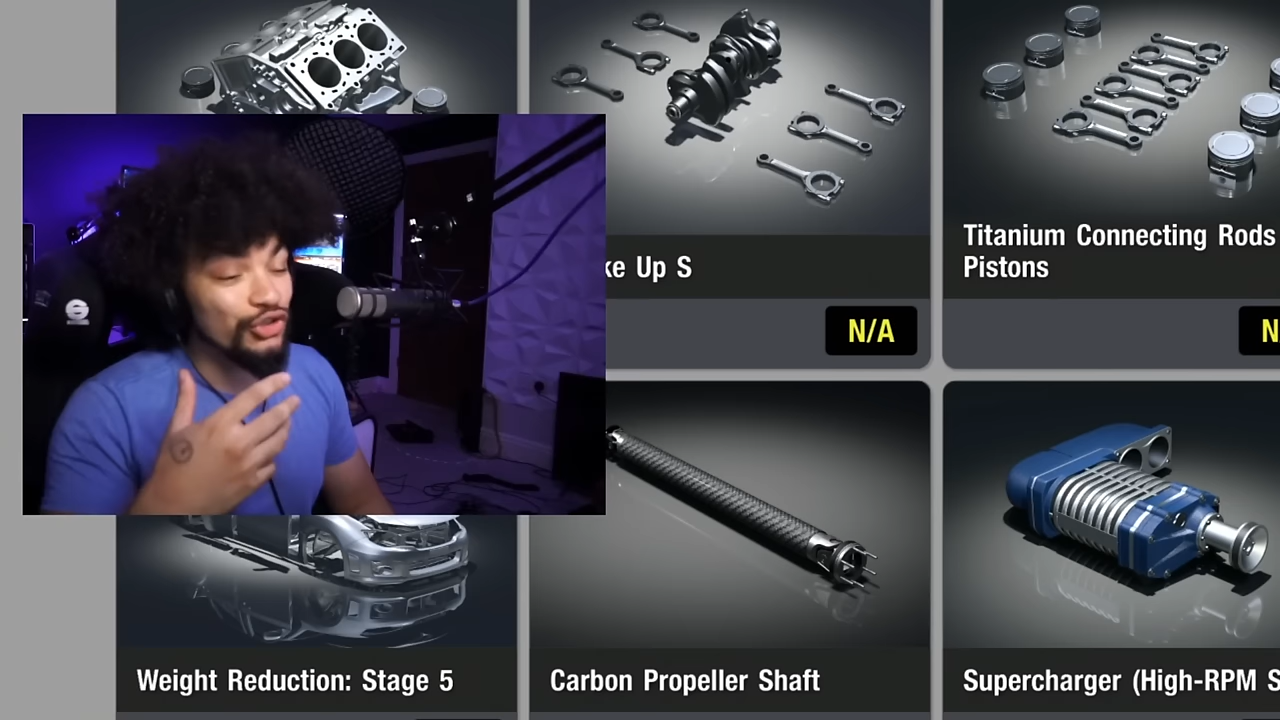 ke Up S
Titanium Connecting Rods
Pistons
N/A
N
Weight Reduction: Stage 5
Carbon Propeller Shaft
Supercharger (High-RPM S